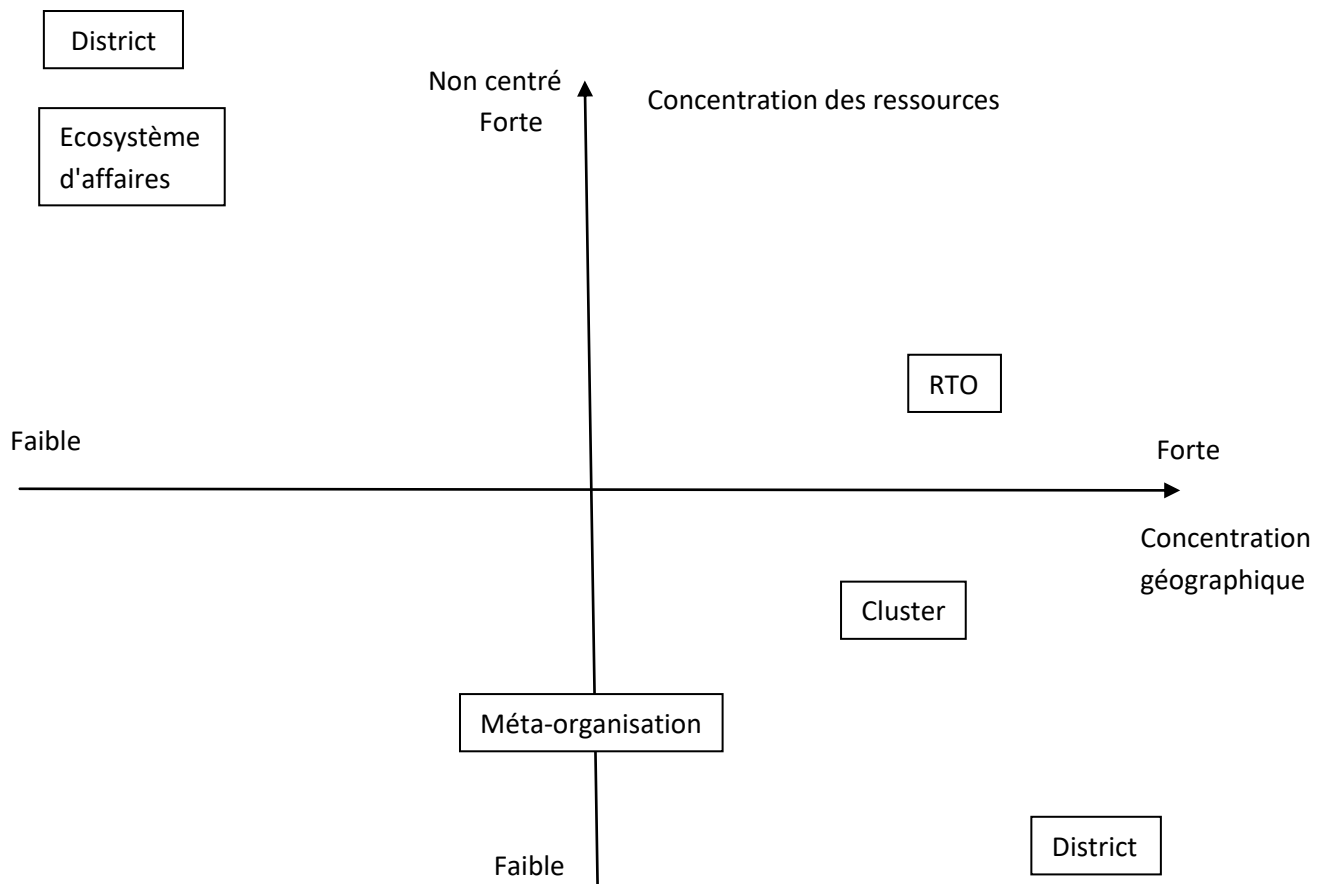 District
Non centré
Forte
Concentration des ressources
Ecosystème
d'affaires
RTO
Faible
Forte
Concentration
géographique
Cluster
Méta-organisation
District
Faible